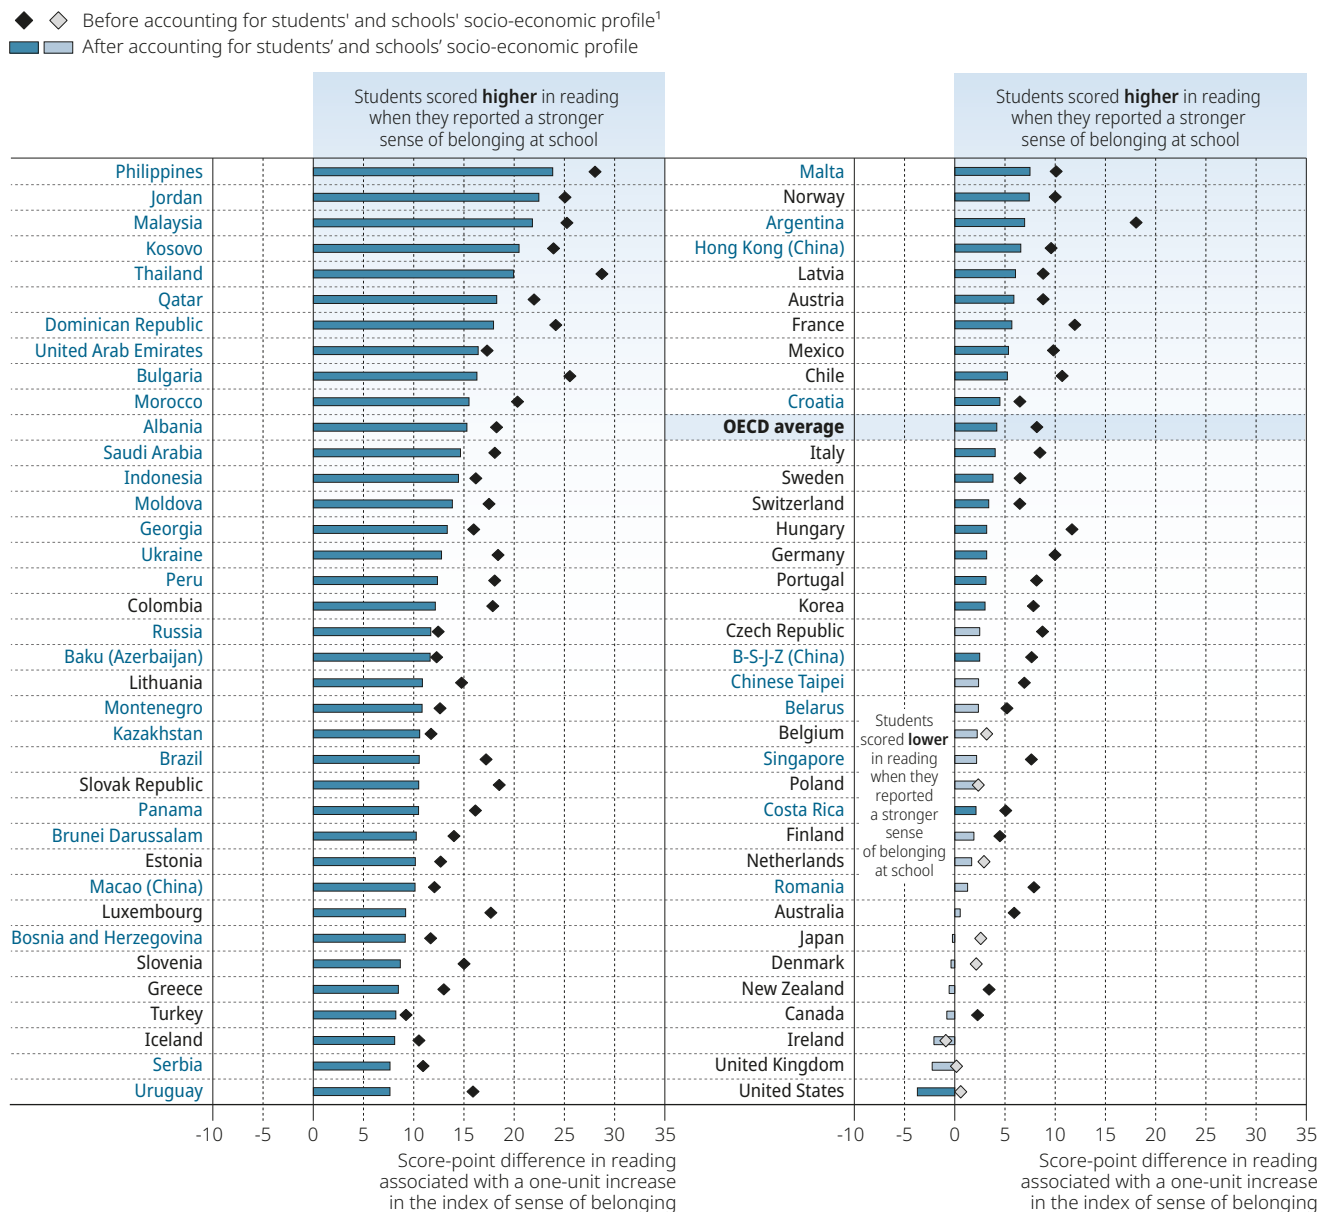 Before accounting for students' and schools' socio-economic profile¹
After accounting for students’ and schools’ socio-economic profile
Students scored higher in reading
when they reported a stronger
sense of belonging at school
Philippines
Jordan
Malaysia
Kosovo
Thailand
Qatar
Dominican Republic
United Arab Emirates
Bulgaria
Morocco
Albania
Saudi Arabia
Indonesia
Moldova
Georgia
Ukraine
Peru
Colombia
Russia
Baku (Azerbaijan)
Lithuania
Montenegro
Kazakhstan
Brazil
Slovak Republic
Panama
Brunei Darussalam
Estonia
Macao (China)
Luxembourg
Bosnia and Herzegovina
Slovenia
Greece
Turkey
Iceland
Serbia
Uruguay
-10 -5 0 5 10 15 20 25 30 35
Score-point difference in reading
associated with a one-unit increase
in the index of sense of belonging
Students scored higher in reading
when they reported a stronger
sense of belonging at school
Malta
Norway
Argentina
Hong Kong (China)
Latvia
Austria
France
Mexico
Chile
Croatia
OECD average
Italy
Sweden
Switzerland
Hungary
Germany
Portugal
Korea
Czech Republic
B-S-J-Z (China)
Chinese Taipei
Belarus
Belgium
Singapore
Poland
Costa Rica
Finland
Netherlands
Romania
Australia
Japan
Denmark
New Zealand
Canada
Ireland
United Kingdom
United States
Students
scored lower
in reading
when they
reported
a stronger
sense
of belonging
at school
-10 -5 0 5 10 15 20 25 30 35
Score-point difference in reading
associated with a one-unit increase
in the index of sense of belonging